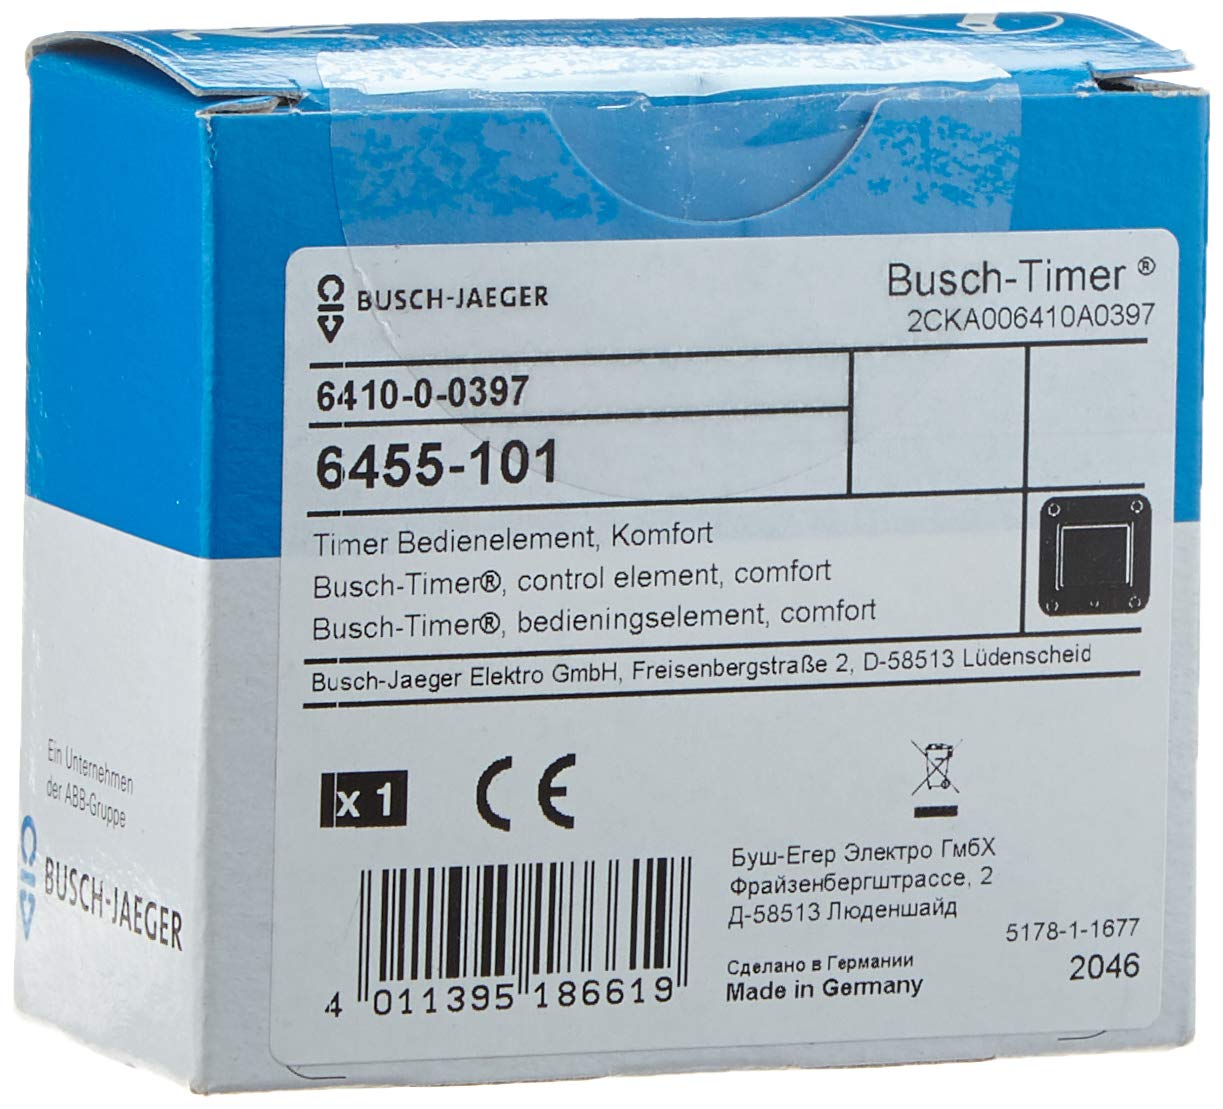 BUSCH-JAEGER
Busch-Timer ®
2CKA006410A0397
6410-0-0397
6455-101
Timer Bedienelement, Komfort
Busch-Timer®, control element, comfort
Busch-Timer®, bedieningselement, comfort
Busch-Jaeger Elektro GmbH, Freisenbergstraße 2, D-58513 Lüdenscheid
x 1
CE
Буш-Егер Электро ГмбХ
Фрайзенбергштрассе, 2
Д-58513 Люденшайд
5178-1-1677
Сделано в Германии
2046
Made in Germany
4 011395 186619
Ein Unternehmen
der ABB-Gruppe
BUSCH-JAEGER